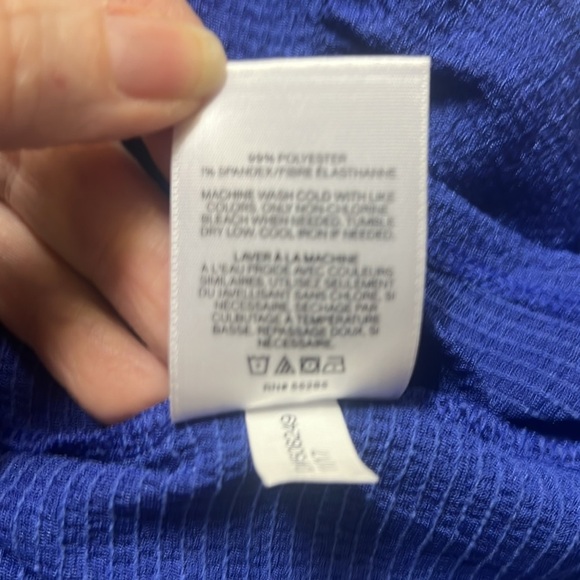 99% POLYESTER
1% SPANDEX/FIBRE ÉLASTHANNE
MACHINE WASH COLD WITH LIKE
COLORS. ONLY NON-CHLORINE
BLEACH WHEN NEEDED. TUMBLE
DRY LOW. COOL IRON IF NEEDED.
LAVER À LA MACHINE
A L'EAU FROIDE AVEC COULEURS
SIMILAIRES. UTILISEZ SEULEMENT
DU JAVELLISANT SANS CHLORE, SI
NÉCESSAIRE. SÉCHAGE PAR
CULBUTAGE À TEMPÉRATURE
BASSE. REPASSAGE DOUX, SI
NÉCESSAIRE.
RN#